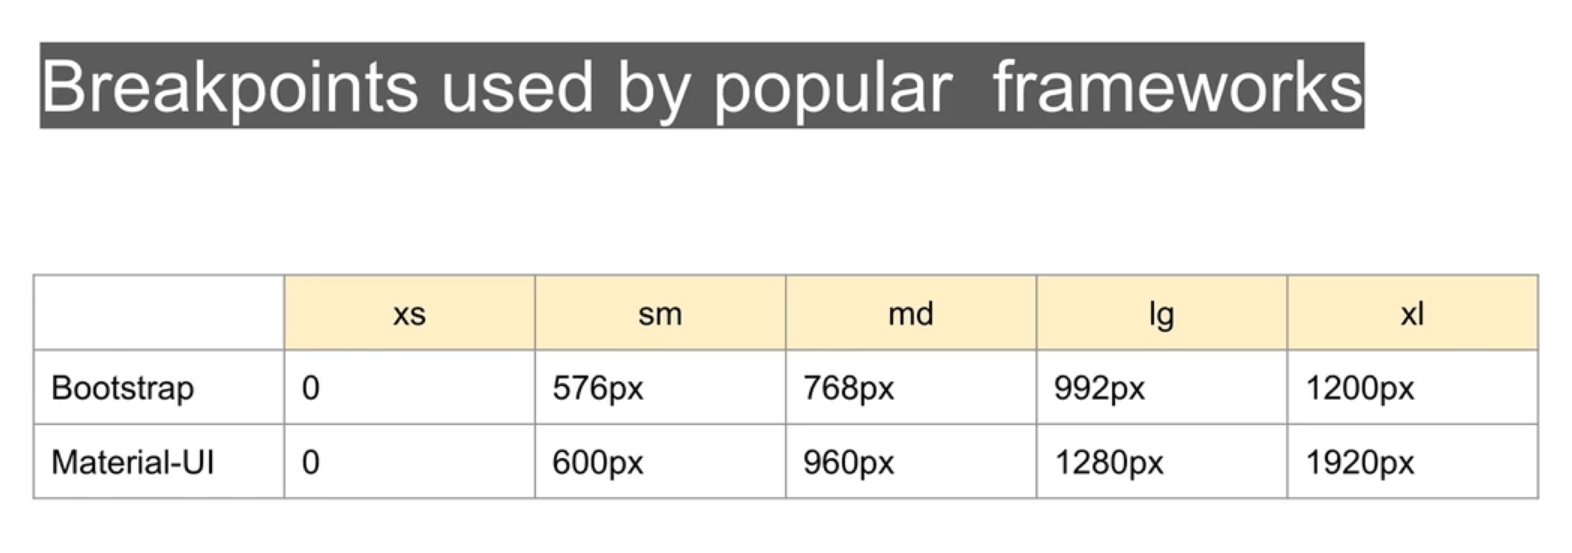 Breakpoints used by popular  frameworks
xs sm md lg xl
Bootstrap 0 576px 768px 992px 1200px
Material-UI 0 600px 960px 1280px 1920px